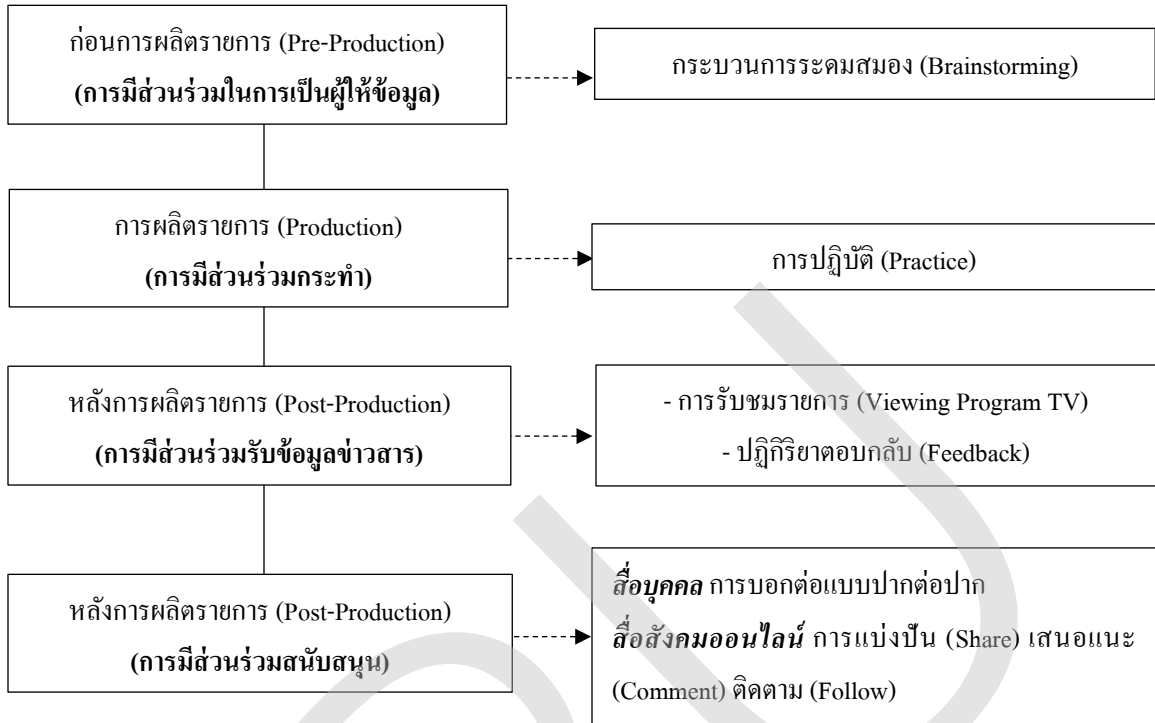 ก่อนการผลิตรายการ (Pre-Production)
(การมีส่วนร่วมในการเป็นผู้ให้ข้อมูล)
กระบวนการระดมสมอง (Brainstorming)
การผลิตรายการ (Production)
(การมีส่วนร่วมกระทำ)
การปฏิบัติ (Practice)
หลังการผลิตรายการ (Post-Production)
(การมีส่วนร่วมรับข้อมูลข่าวสาร)
- การรับชมรายการ (Viewing Program TV)
- ปฏิกิริยาตอบกลับ (Feedback)
หลังการผลิตรายการ (Post-Production)
(การมีส่วนร่วมสนับสนุน)
สื่อบุคคล การบอกต่อแบบปากต่อปาก
สื่อสังคมออนไลน์ การแบ่งปัน (Share) เสนอแนะ
(Comment) ติดตาม (Follow)